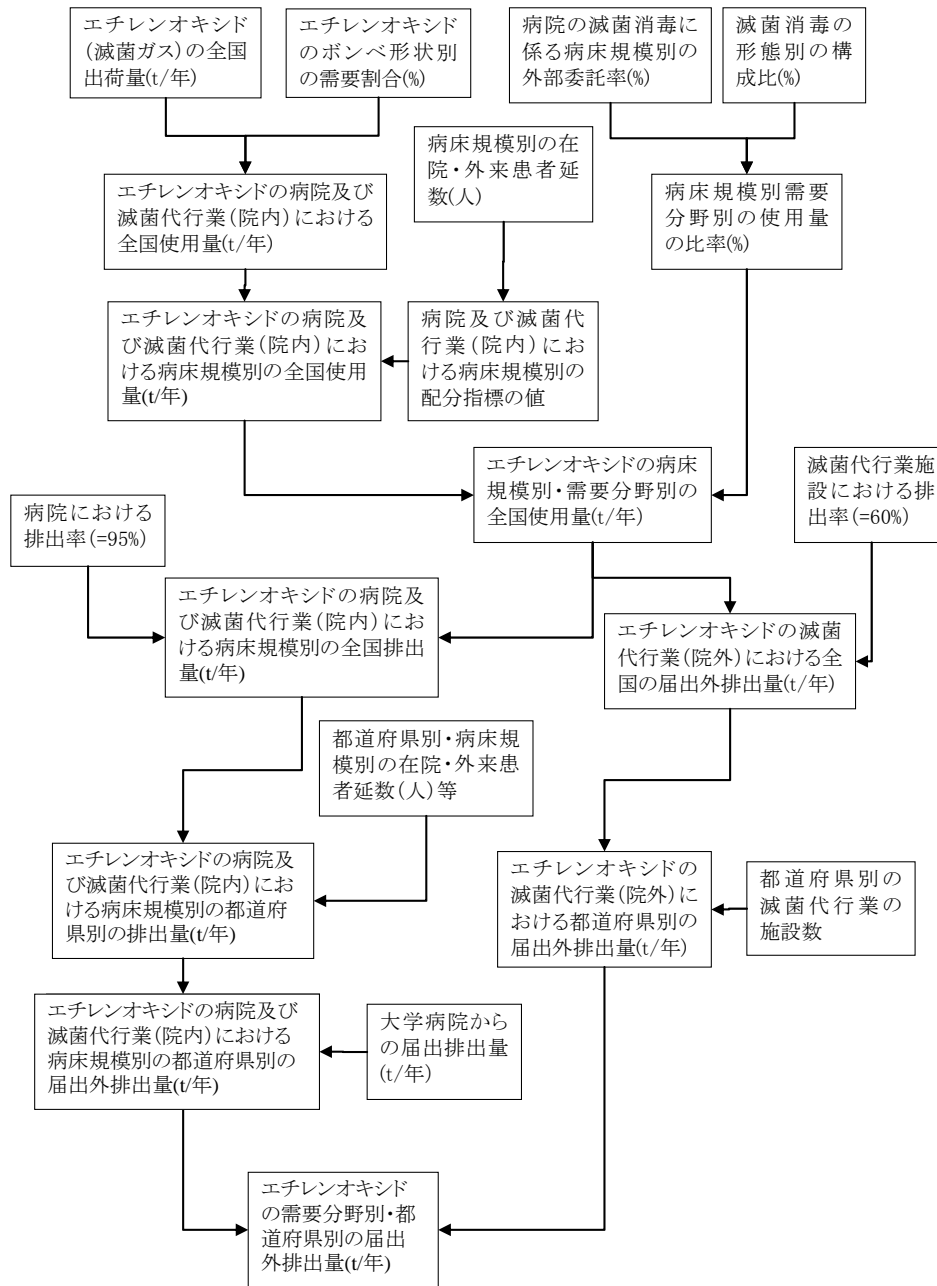 エチレンオキシド
(滅菌ガス)の全国
出荷量(t/年)
エチレンオキシド
のボンベ形状別
の需要割合(%)
病院の滅菌消毒に
係る病床規模別の
外部委託率(%)
滅菌消毒の
形態別の構
成比(%)
病床規模別の在
院・外来患者延
数(人)
エチレンオキシドの病院及び
滅菌代行業(院内)における
全国使用量(t/年)
病床規模別需要
分野別の使用量
の比率(%)
エチレンオキシドの病院及
び滅菌代行業(院内)にお
ける病床規模別の全国使用
量(t/年)
病院及び滅菌代
行業(院内)にお
ける病床規模別の
配分指標の値
エチレンオキシドの病床
規模別・需要分野別の
全国使用量(t/年)
滅菌代行業施
設における排
出率(=60%)
病院における
排出率(=95%)
エチレンオキシドの病院及
び滅菌代行業(院内)にお
ける病床規模別の全国排出
量(t/年)
エチレンオキシドの滅菌
代行業(院外)における全
国の届出外排出量(t/年)
都道府県別・病床規
模別の在院・外来患
者延数(人)等
エチレンオキシドの病院及
び滅菌代行業(院内)にお
ける病床規模別の都道府
県別の排出量(t/年)
エチレンオキシドの
滅菌代行業(院外)に
おける都道府県別の
届出外排出量(t/年)
都道府県別の
滅菌代行業の
施設数
エチレンオキシドの病院及び
滅菌代行業(院内)における
病床規模別の都道府県別の
届出外排出量(t/年)
大学病院から
の届出排出量
(t/年)
エチレンオキシド
の需要分野別・都
道府県別の届出
外排出量(t/年)